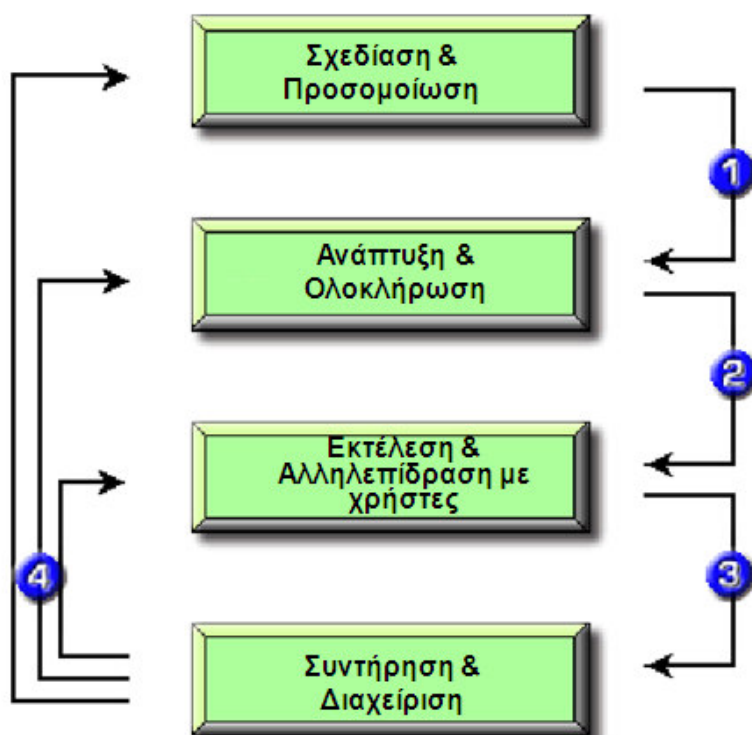 Σχεδίαση &
Προσομοίωση
1
Ανάπτυξη &
Ολοκλήρωση
2
Εκτέλεση &
Αλληλεπίδραση με
χρήστες
3
4
Συντήρηση &
Διαχείριση